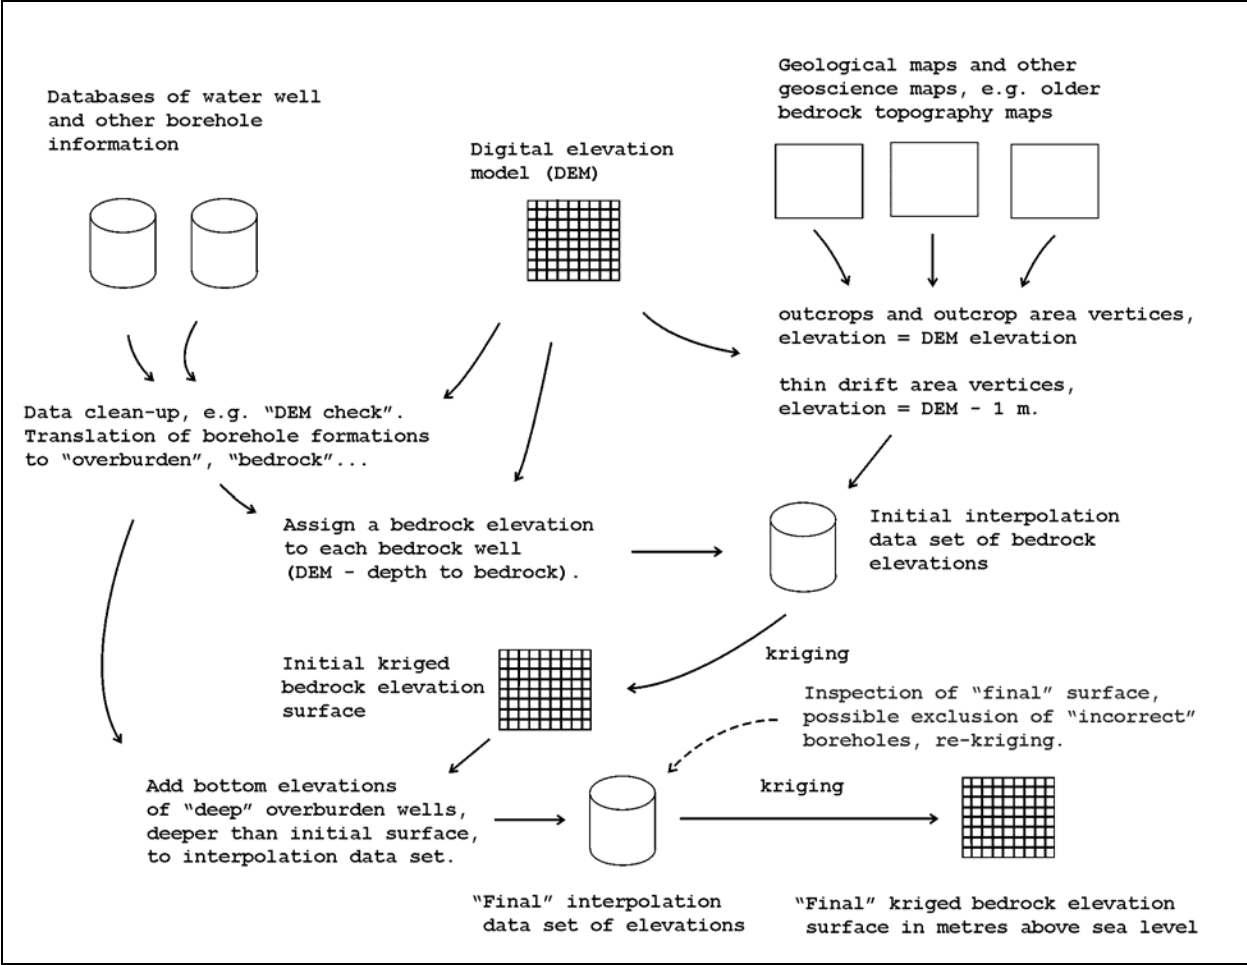 Databases of water well
and other borehole
information
Digital elevation
model (DEM)
Geological maps and other
geoscience maps, e.g. older
bedrock topography maps
outcrops and outcrop area vertices,
elevation = DEM elevation
thin drift area vertices,
elevation = DEM - 1 m.
Data clean-up, e.g. “DEM check”.
Translation of borehole formations
to “overburden”, “bedrock”...
Assign a bedrock elevation
to each bedrock well
(DEM - depth to bedrock).
Initial interpolation
data set of bedrock
elevations
kriging
Initial kriged
bedrock elevation
surface
Inspection of “final” surface,
possible exclusion of “incorrect”
boreholes, re-kriging.
Add bottom elevations
of “deep” overburden wells,
deeper than initial surface,
to interpolation data set.
kriging
“Final” interpolation
data set of elevations
“Final” kriged bedrock elevation
surface in metres above sea level